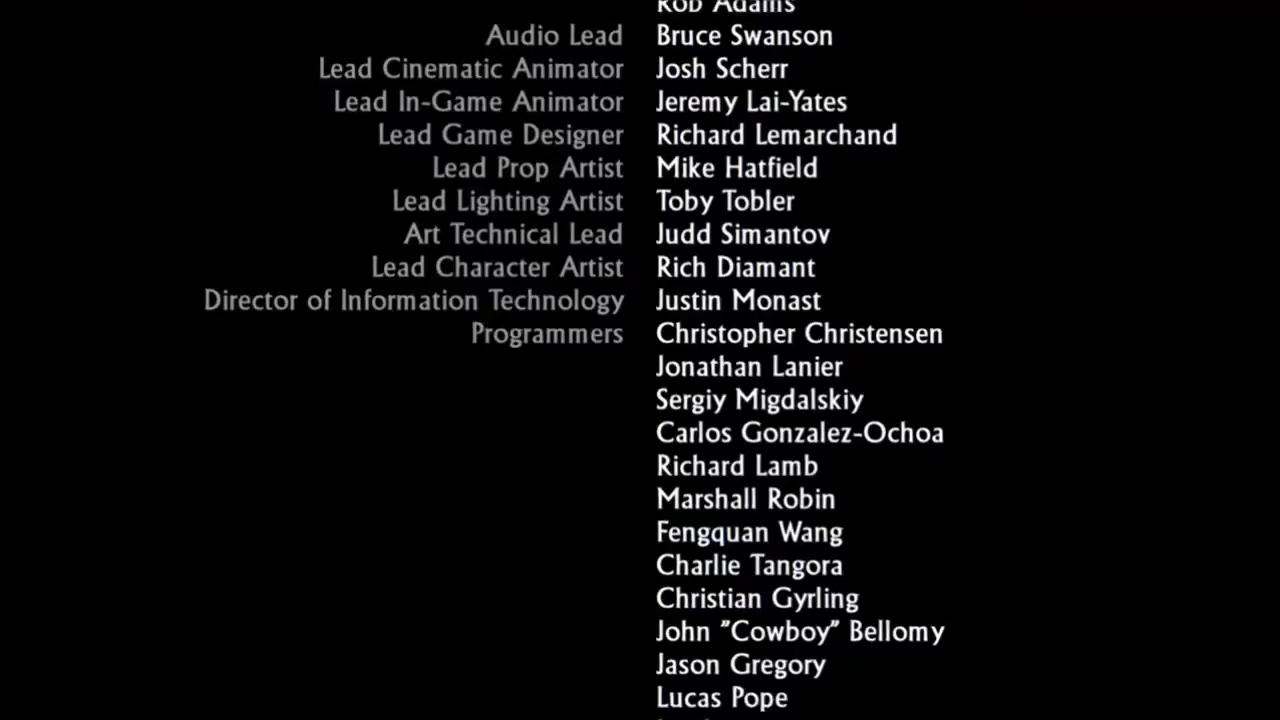 Rob Adams
Audio Lead Bruce Swanson
Lead Cinematic Animator Josh Scherr
Lead In-Game Animator Jeremy Lai-Yates
Lead Game Designer Richard Lemarchand
Lead Prop Artist Mike Hatfield
Lead Lighting Artist Toby Tobler
Art Technical Lead Judd Simantov
Lead Character Artist Rich Diamant
Director of Information Technology Justin Monast
Programmers Christopher Christensen
Jonathan Lanier
Sergiy Migdalskiy
Carlos Gonzalez-Ochoa
Richard Lamb
Marshall Robin
Fengquan Wang
Charlie Tangora
Christian Gyrling
John "Cowboy" Bellomy
Jason Gregory
Lucas Pope